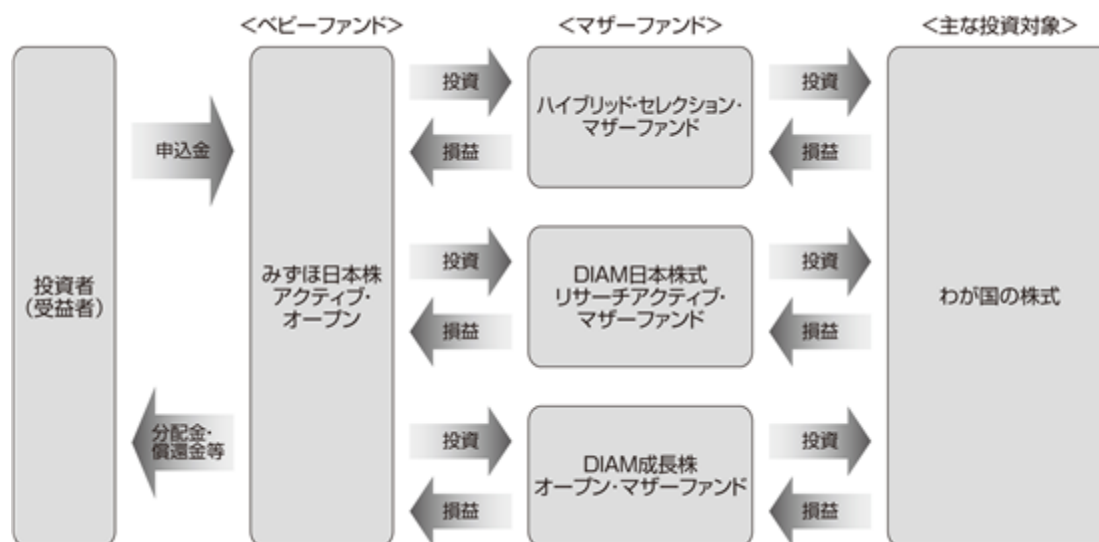 <ベビーファンド>
<マザーファンド>
<主な投資対象>
投資者
(受益者)
申込金
分配金・
償還金等
みずほ日本株
アクティブ・
オープン
投資
損益
ハイブリッド・セレクション・
マザーファンド
投資
損益
投資
損益
DIAM日本株式
リサーチアクティブ・
マザーファンド
投資
損益
投資
損益
DIAM成長株
オープン・マザーファンド
投資
損益
わが国の株式